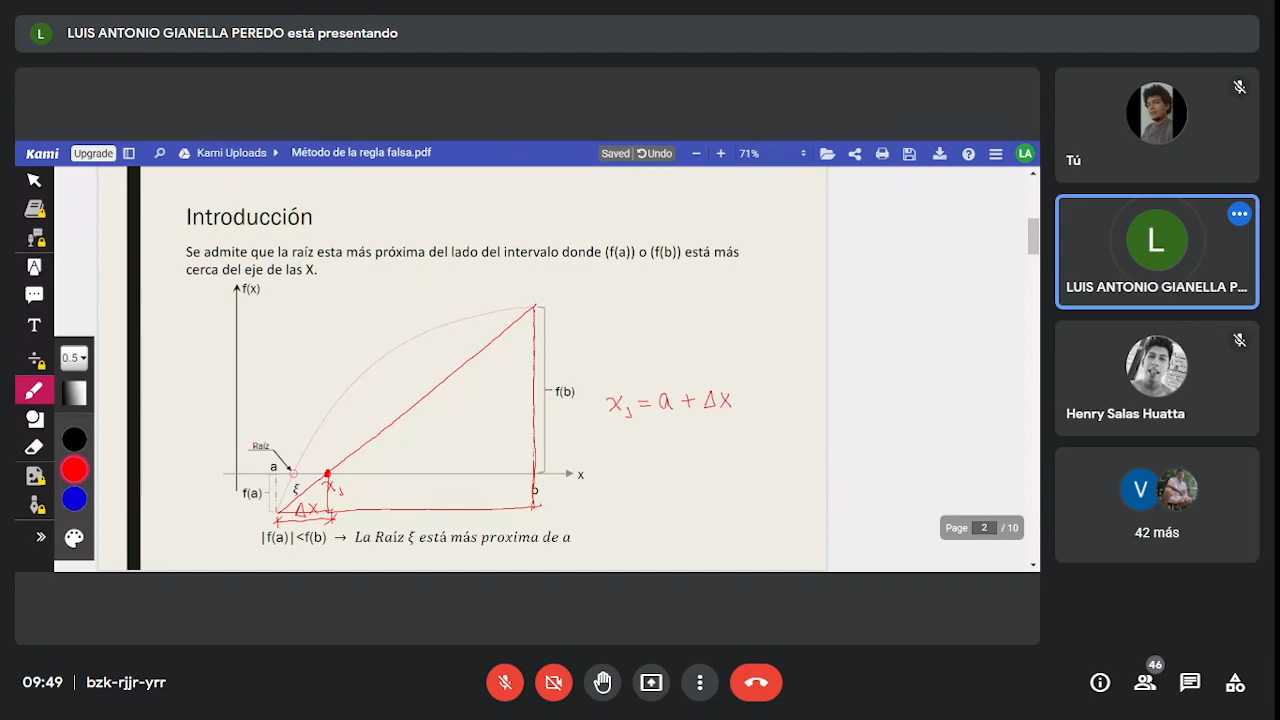 L LUIS ANTONIO GIANELLA PEREDO está presentando
Kami Upgrade Kami Uploads Método de la regla falsa.pdf Saved Undo 71% LA
Introducción
Se admite que la raíz esta más próxima del lado del intervalo donde (f(a)) o (f(b)) está más
cerca del eje de las X.
f(x)
0.5
f(b)
x₁ = a + Δx
Raíz
a
x
f(a)
ξ
x₁
b
Δx
|f(a)|<f(b) → La Raíz ξ está más proxima de a
Page 2 / 10
Tú
L
LUIS ANTONIO GIANELLA P...
Henry Salas Huatta
V
42 más
09:49 | bzk-rjjr-yrr
46